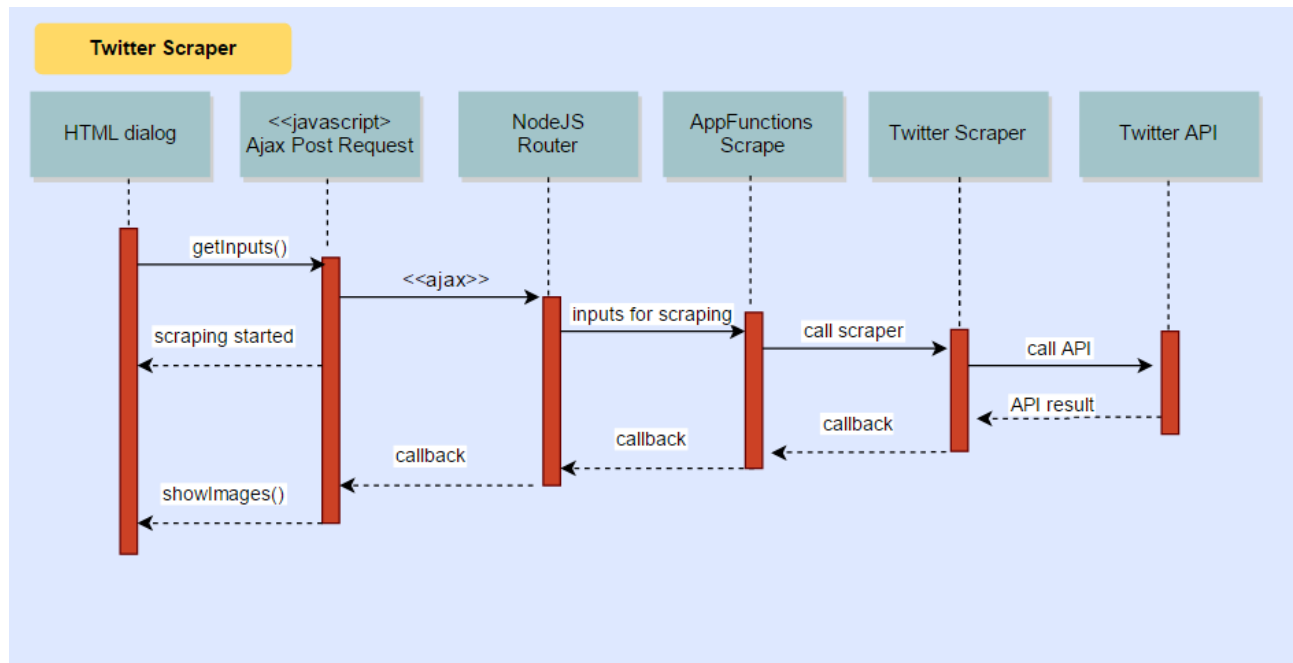 Twitter Scraper
HTML dialog
<<javascript>
Ajax Post Request
NodeJS
Router
AppFunctions
Scrape
Twitter Scraper
Twitter API
getInputs()
<<ajax>>
inputs for scraping
scraping started
call scraper
call API
API result
callback
callback
callback
showImages()